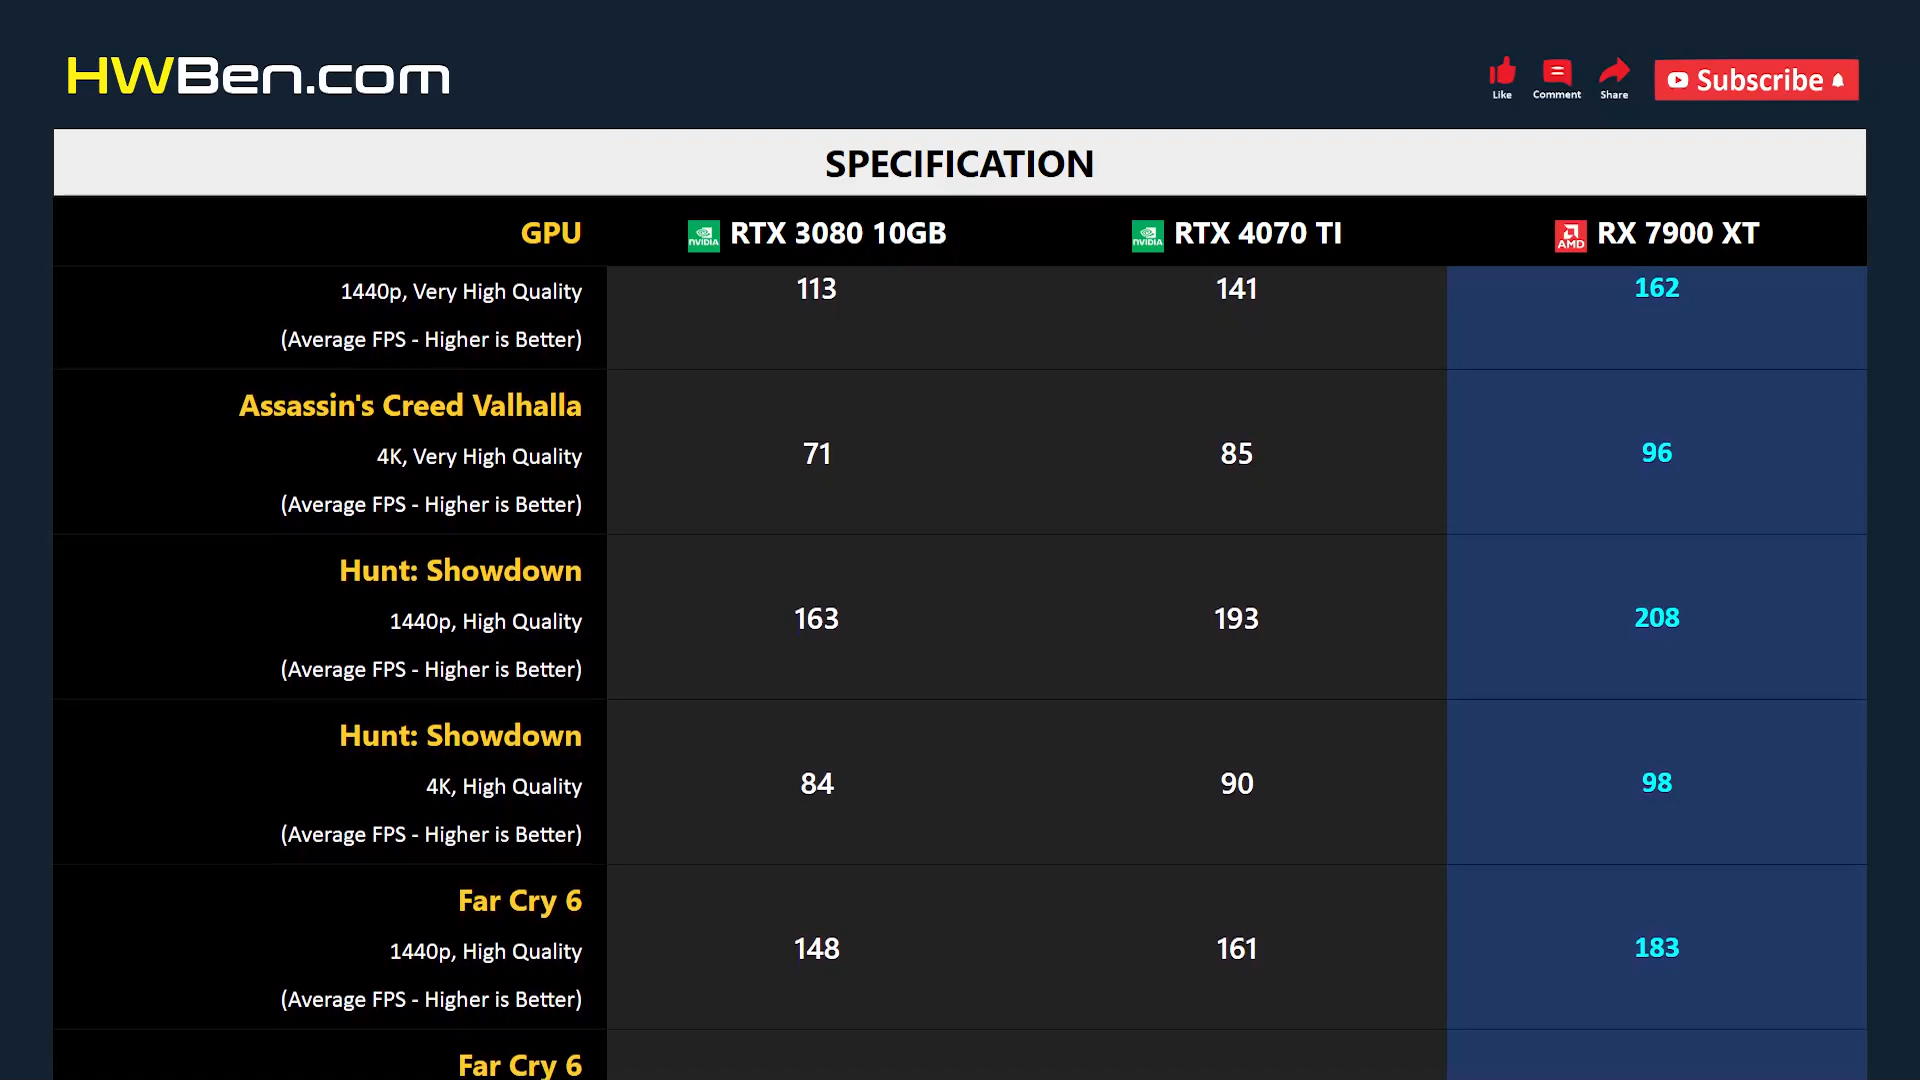 HWBen.com
Like
Comment
Share
Subscribe
SPECIFICATION
GPU
NVIDIA RTX 3080 10GB
NVIDIA RTX 4070 TI
AMD RX 7900 XT
1440p, Very High Quality
(Average FPS - Higher is Better)
113
141
162
Assassin's Creed Valhalla
4K, Very High Quality
(Average FPS - Higher is Better)
71
85
96
Hunt: Showdown
1440p, High Quality
(Average FPS - Higher is Better)
163
193
208
Hunt: Showdown
4K, High Quality
(Average FPS - Higher is Better)
84
90
98
Far Cry 6
1440p, High Quality
(Average FPS - Higher is Better)
148
161
183
Far Cry 6